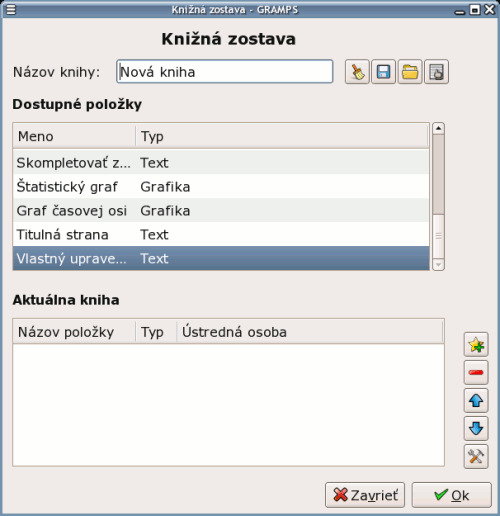 Knižná zostava - GRAMPS
Knižná zostava
Názov knihy: Nová kniha
Dostupné položky
Meno Typ
Skompletovať z... Text
Štatistický graf Grafika
Graf časovej osi Grafika
Titulná strana Text
Vlastný uprave... Text
Aktuálna kniha
Názov položky Typ Ústredná osoba
Zavrieť Ok